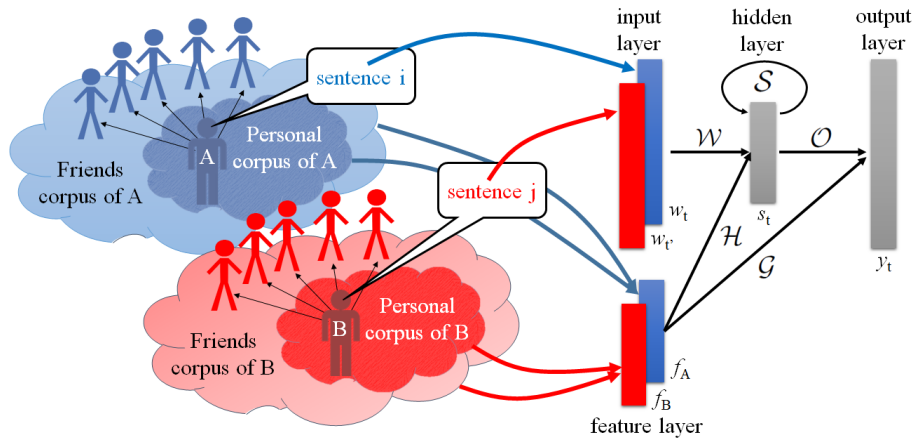 input
layer
hidden
layer
output
layer
sentence i
S
A
Personal
corpus of A
Friends
corpus of A
W
O
sentence j
w_t
w_t'
s_t
H
G
y_t
B
Personal
corpus of B
Friends
corpus of B
f_A
f_B
feature layer